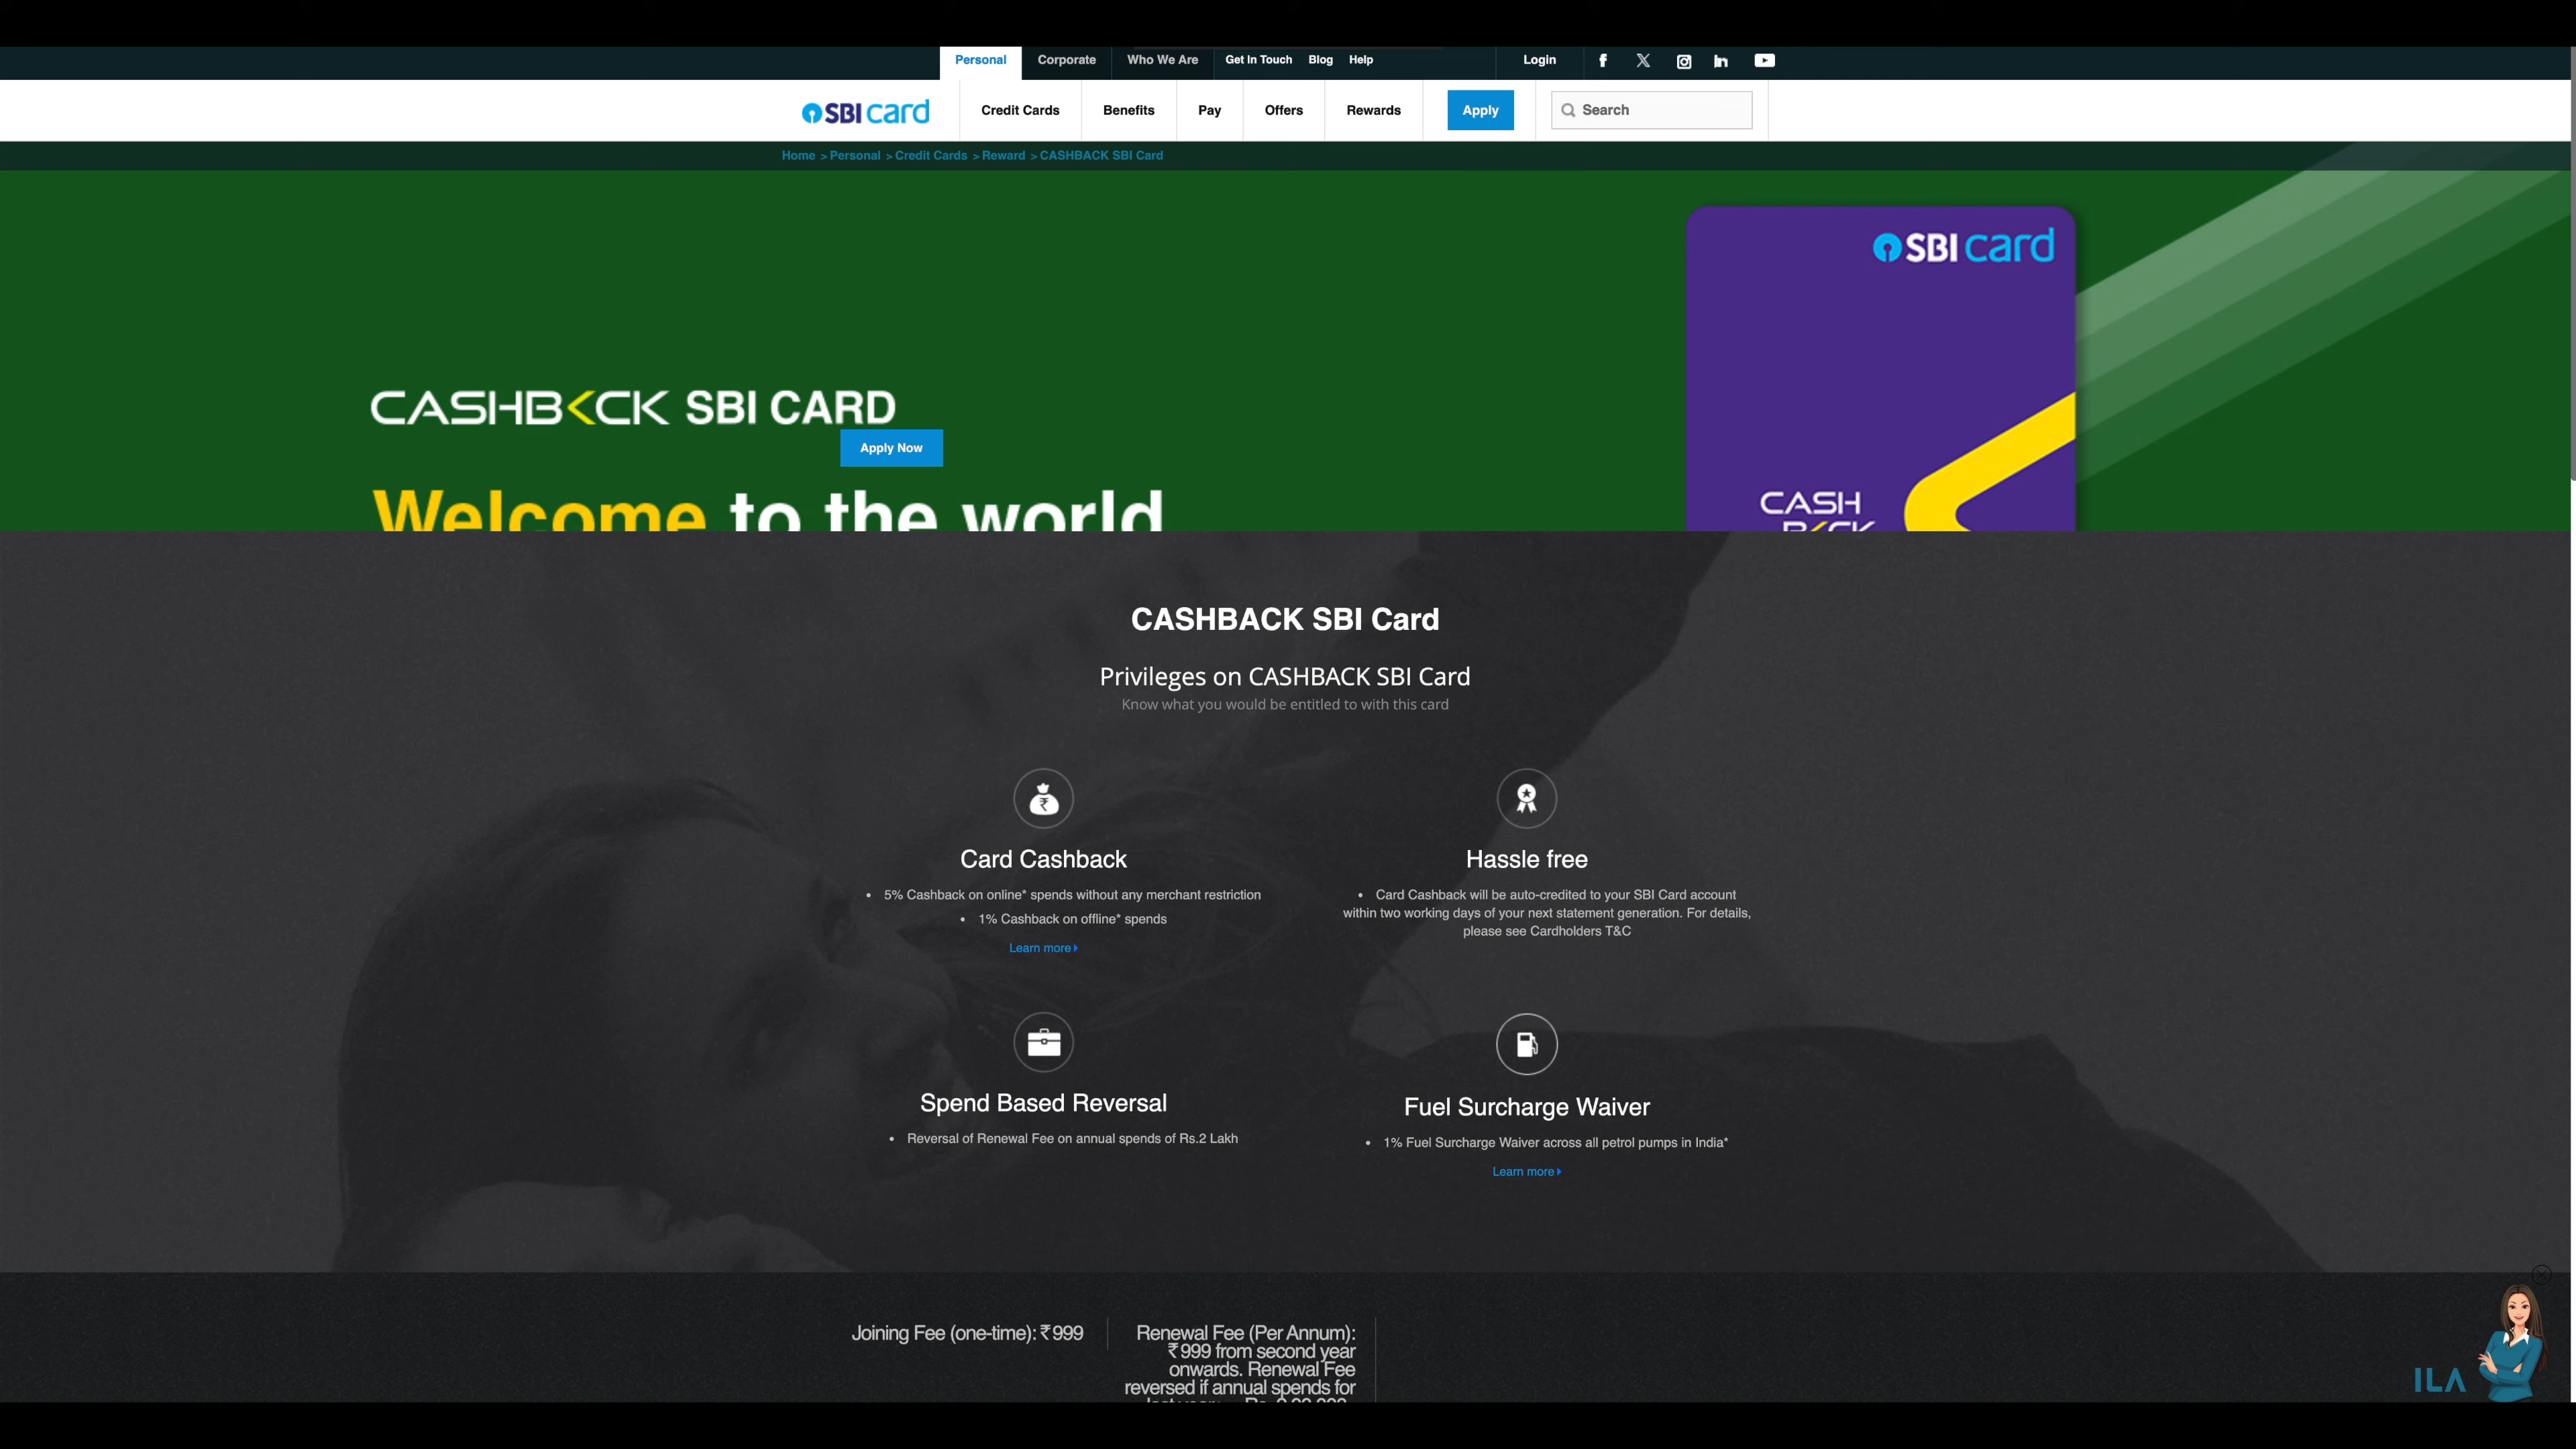 Personal Corporate Who We Are Get In Touch Blog Help Login
SBI card Credit Cards Benefits Pay Offers Rewards Apply Search
Home > Personal > Credit Cards > Reward > CASHBACK SBI Card
SBI card
CASHBACK SBI CARD
Apply Now
Welcome to the world
CASH
BACK
CASHBACK SBI Card
Privileges on CASHBACK SBI Card
Know what you would be entitled to with this card
Card Cashback
• 5% Cashback on online* spends without any merchant restriction
• 1% Cashback on offline* spends
Learn more
Hassle free
• Card Cashback will be auto-credited to your SBI Card account
within two working days of your next statement generation. For details,
please see Cardholders T&C
Spend Based Reversal
• Reversal of Renewal Fee on annual spends of Rs.2 Lakh
Fuel Surcharge Waiver
• 1% Fuel Surcharge Waiver across all petrol pumps in India*
Learn more
Joining Fee (one-time): ₹999
Renewal Fee (Per Annum):
₹999 from second year
onwards. Renewal Fee
reversed if annual spends for
ILA